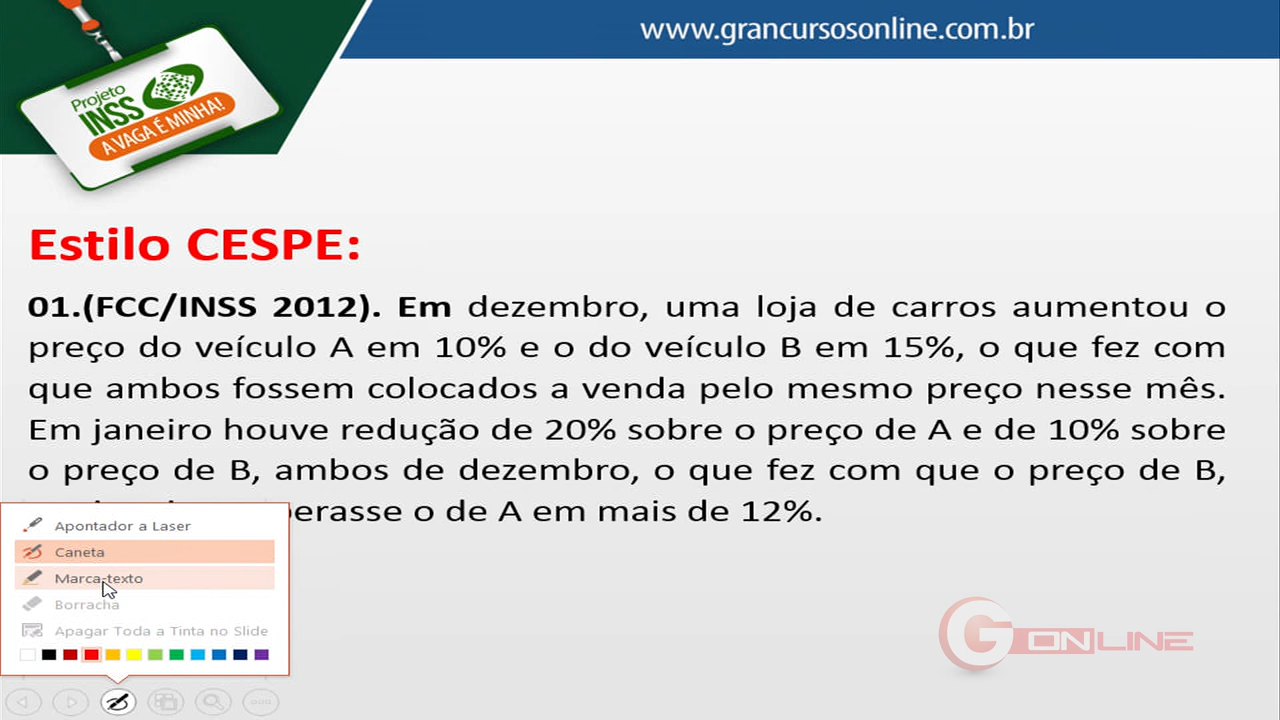 www.grancursosonline.com.br
Projeto
INSS
A VAGA É MINHA!
Estilo CESPE:
01.(FCC/INSS 2012). Em dezembro, uma loja de carros aumentou o
preço do veículo A em 10% e o do veículo B em 15%, o que fez com
que ambos fossem colocados a venda pelo mesmo preço nesse mês.
Em janeiro houve redução de 20% sobre o preço de A e de 10% sobre
o preço de B, ambos de dezembro, o que fez com que o preço de B,
o de A em mais de 12%.
Apontador a Laser
Caneta
Marca-texto
Borracha
Apagar Toda a Tinta no Slide
G ONLINE